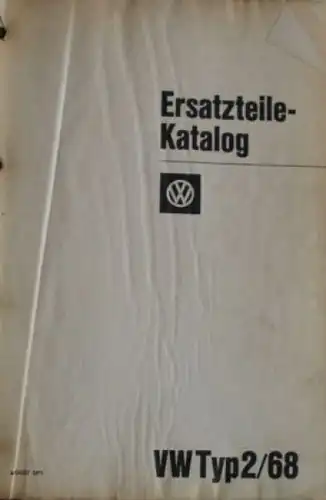 Ersatzteile-
Katalog
VW
VW Typ 2/68